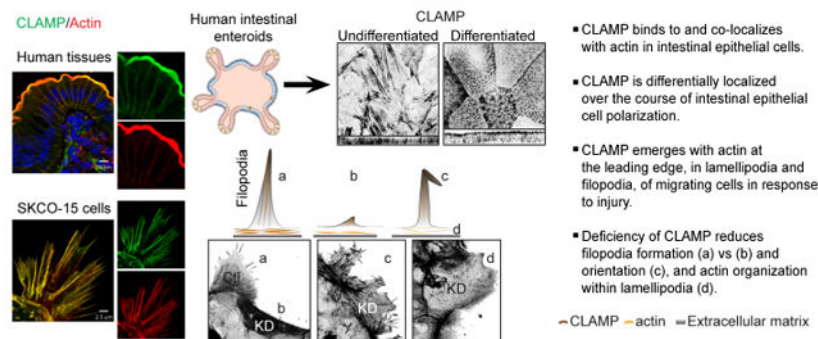 CLAMP/Actin
Human tissues
SKCO-15 cells
2.5 µm
Human intestinal
enteroids
CLAMP
Undifferentiated
Differentiated
Filopodia
a
b
c
d
a
Ctl
b
KD
c
KD
d
KD
▪ CLAMP binds to and co-localizes
with actin in intestinal epithelial cells.
▪ CLAMP is differentially localized
over the course of intestinal epithelial
cell polarization.
▪ CLAMP emerges with actin at
the leading edge, in lamellipodia and
filopodia, of migrating cells in response
to injury.
▪ Deficiency of CLAMP reduces
filopodia formation (a) vs (b) and
orientation (c), and actin organization
within lamellipodia (d).
CLAMP actin Extracellular matrix